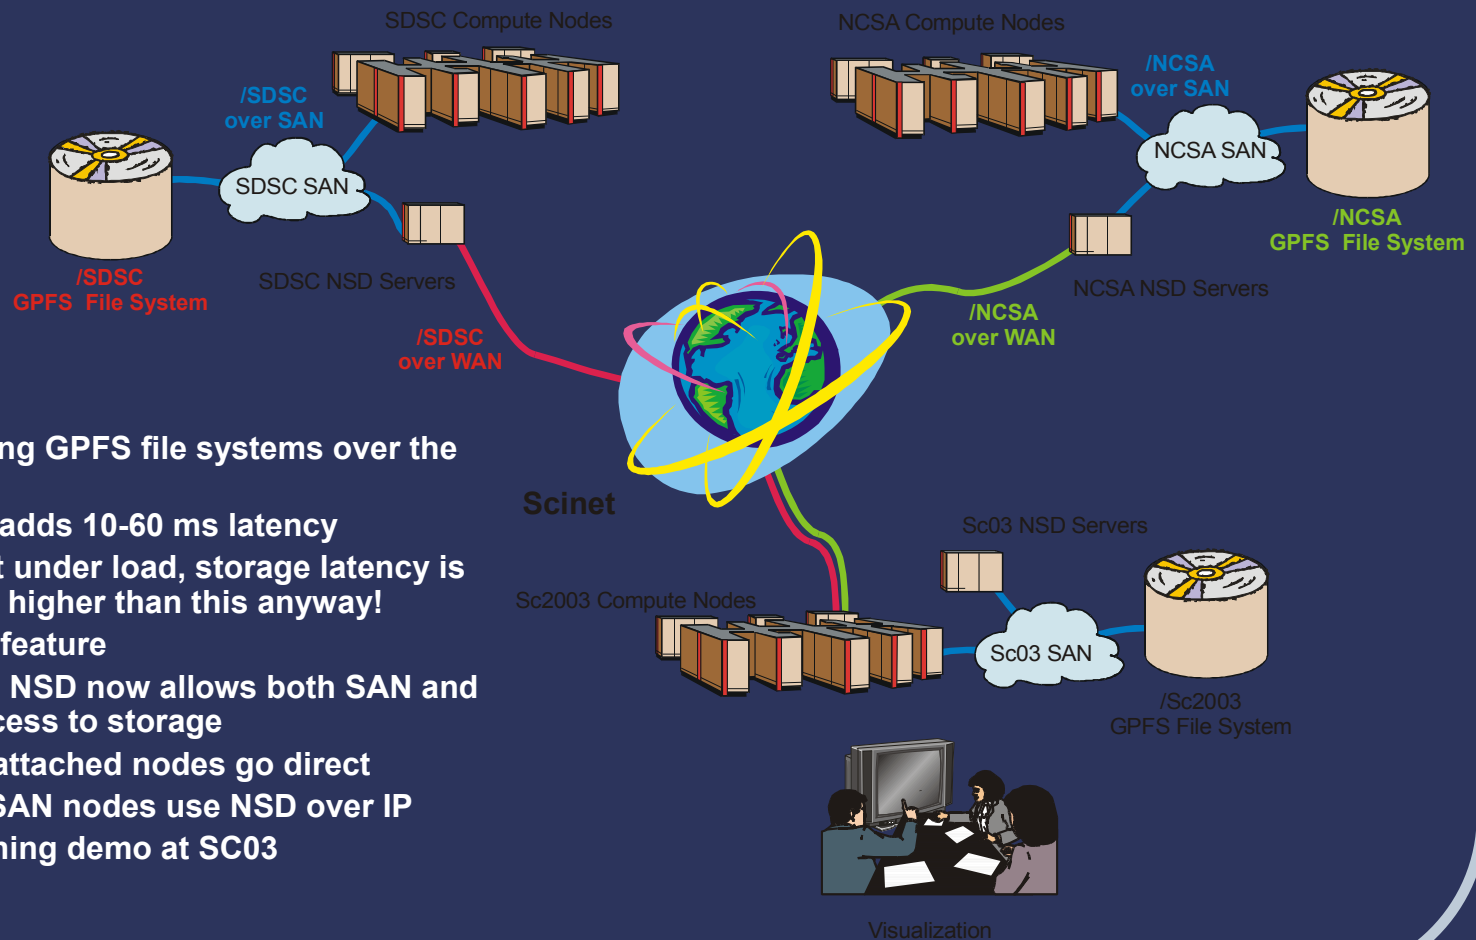 SDSC Compute Nodes
NCSA Compute Nodes
/SDSC
over SAN
/NCSA
over SAN
SDSC SAN
NCSA SAN
/SDSC
GPFS File System
SDSC NSD Servers
/NCSA
GPFS File System
NCSA NSD Servers
/SDSC
over WAN
/NCSA
over WAN
Scinet
Sc03 NSD Servers
Sc2003 Compute Nodes
Sc03 SAN
/Sc2003
GPFS File System
Visualization
GPFS file systems over the
adds 10-60 ms latency
under load, storage latency is
higher than this anyway!
feature
NSD now allows both SAN and
to storage
attached nodes go direct
SAN nodes use NSD over IP
demo at SC03